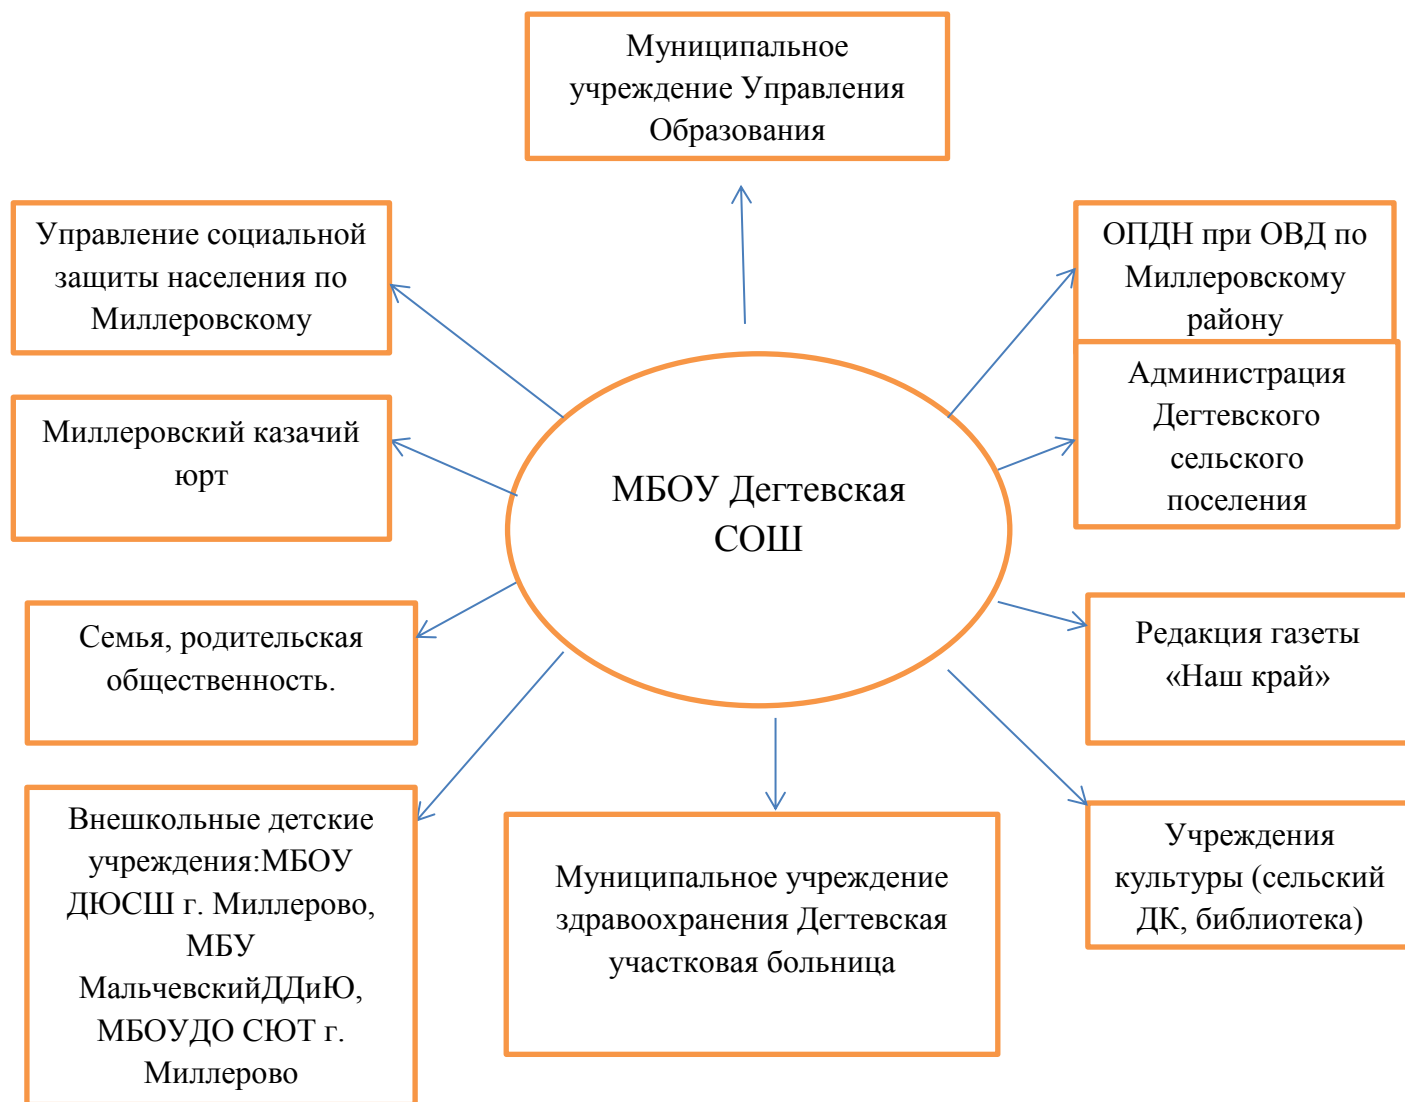 Муниципальное
учреждение Управления
Образования
Управление социальной
защиты населения по
Миллеровскому
ОПДН при ОВД по
Миллеровскому
району
Администрация
Дегтевского
сельского
поселения
Миллеровский казачий
юрт
МБОУ Дегтевская
СОШ
Семья, родительская
общественность.
Редакция газеты
«Наш край»
Внешкольные детские
учреждения:МБОУ
ДЮСШ г. Миллерово,
МБУ
МальчевскийДДиЮ,
МБОУДО СЮТ г.
Миллерово
Муниципальное учреждение
здравоохранения Дегтевская
участковая больница
Учреждения
культуры (сельский
ДК, библиотека)